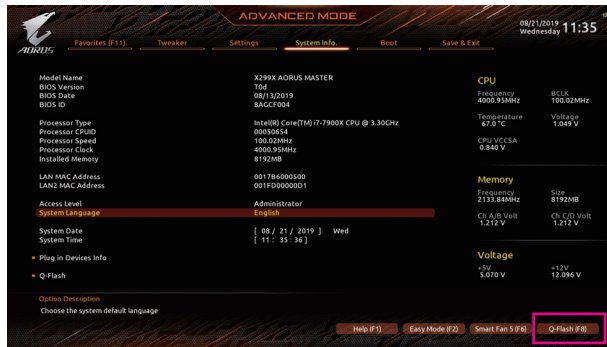 ADVANCED MODE
08/21/2019 Wednesday 11:35
AORUS
Favorites (F11) Tweaker Settings System Info. Boot Save & Exit
Model Name X299X AORUS MASTER
BIOS Version T0d
BIOS Date 08/13/2019
BIOS ID 8AGCF004
Processor Type Intel(R) Core(TM) i7-7900X CPU @ 3.30GHz
Processor CPUID 00050654
Processor Speed 100.02MHz
Processor Clock 4000.95MHz
Installed Memory 8192MB
LAN MAC Address 0017B6000500
LAN2 MAC Address 001FD00000D1
Access Level Administrator
System Language English
System Date [ 08 / 21 / 2019 ] Wed
System Time [ 11 : 35 : 36 ]
Plug in Devices Info
Q-Flash
Option Description
Choose the system default language
CPU
Frequency BCLK
4000.95MHz 100.02MHz
Temperature Voltage
67.0 °C 1.049 V
CPU VCCSA
0.840 V
Memory
Frequency Size
2133.84MHz 8192MB
Ch A/B Volt Ch C/D Volt
1.212 V 1.212 V
Voltage
+5V +12V
5.070 V 12.096 V
Help (F1) Easy Mode (F2) Smart Fan 5 (F6) Q-Flash (F8)